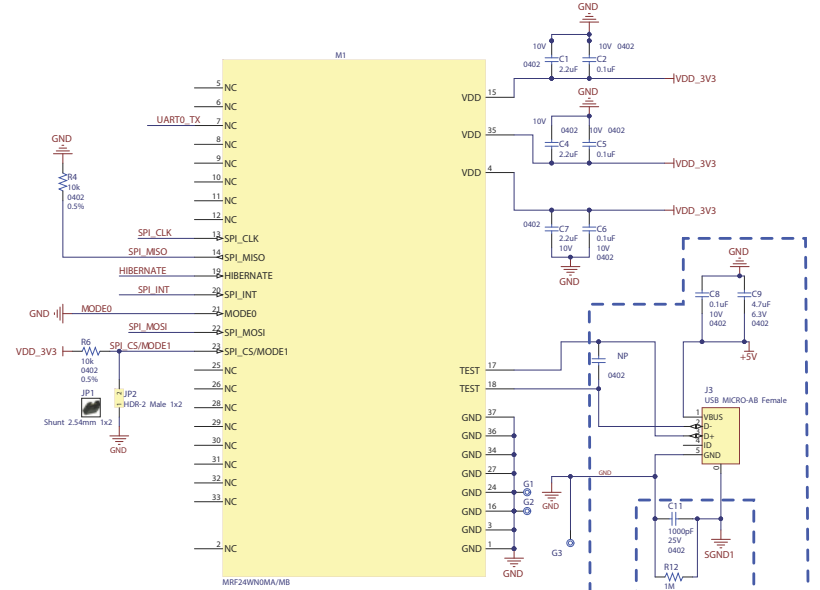 GND
10V
10V 0402
C1
C2
0402
2.2uF
0.1uF
M1
VDD 15
VDD_3V3
GND
10V
0402
10V 0402
C4
C5
2.2uF
0.1uF
VDD 35
VDD_3V3
VDD 4
VDD_3V3
0402
C7
2.2uF
10V
C6
0.1uF
10V
0402
GND
5 NC
6 NC
UART0_TX 7 NC
8 NC
9 NC
10 NC
11 NC
12 NC
SPI_CLK 13 SPI_CLK
SPI_MISO 14 SPI_MISO
HIBERNATE 19 HIBERNATE
SPI_INT 20 SPI_INT
GND MODE0 21 MODE0
SPI_MOSI 22 SPI_MOSI
VDD_3V3 SPI_CS/MODE1 23 SPI_CS/MODE1
25 NC
26 NC
28 NC
29 NC
30 NC
31 NC
32 NC
33 NC
2 NC
GND
R4
10k
0402
0.5%
R6
10k
0402
0.5%
JP1
Shunt 2.54mm 1x2
1 2
JP2
HDR-2 Male 1x2
GND
TEST 17
TEST 18
GND 37
GND 36
GND 34
GND 27
GND 24
GND 16
GND 3
GND 1
G1
G2
GND
GND
G3
GND
NP
0402
GND
C8
0.1uF
10V
0402
C9
4.7uF
6.3V
0402
+5V
J3
USB MICRO-AB Female
1 VBUS
2 D-
3 D+
4 ID
5 GND
0
C11
1000pF
25V
0402
SGND1
R12
1M
MRF24WN0MA/MB